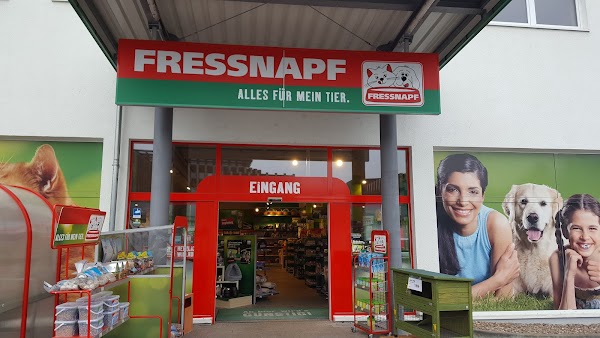 FRESSNAPF
ALLES FÜR MEIN TIER.
FRESSNAPF
EINGANG